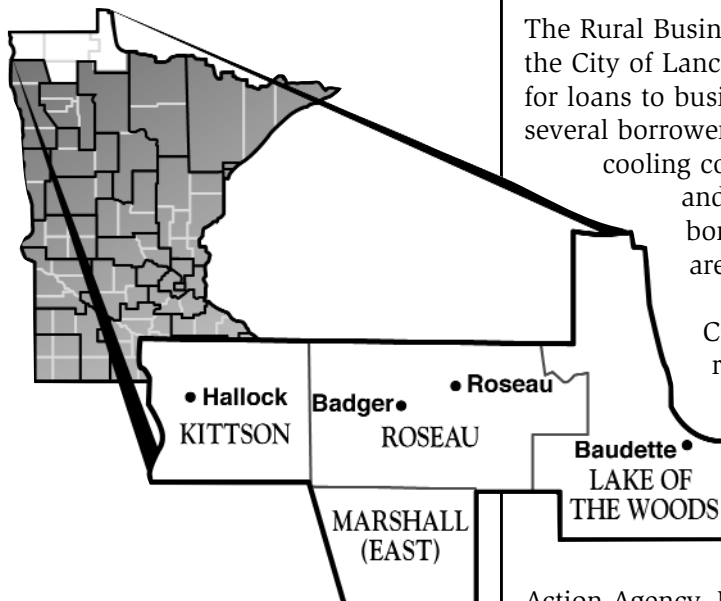 The Rural Busin
the City of Lanc
for loans to busi
several borrower
cooling co
and
bor
are
C
r
Hallock
KITTSON
Badger
Roseau
ROSEAU
Baudette
LAKE OF
THE WOODS
MARSHALL
(EAST)
Action Agency